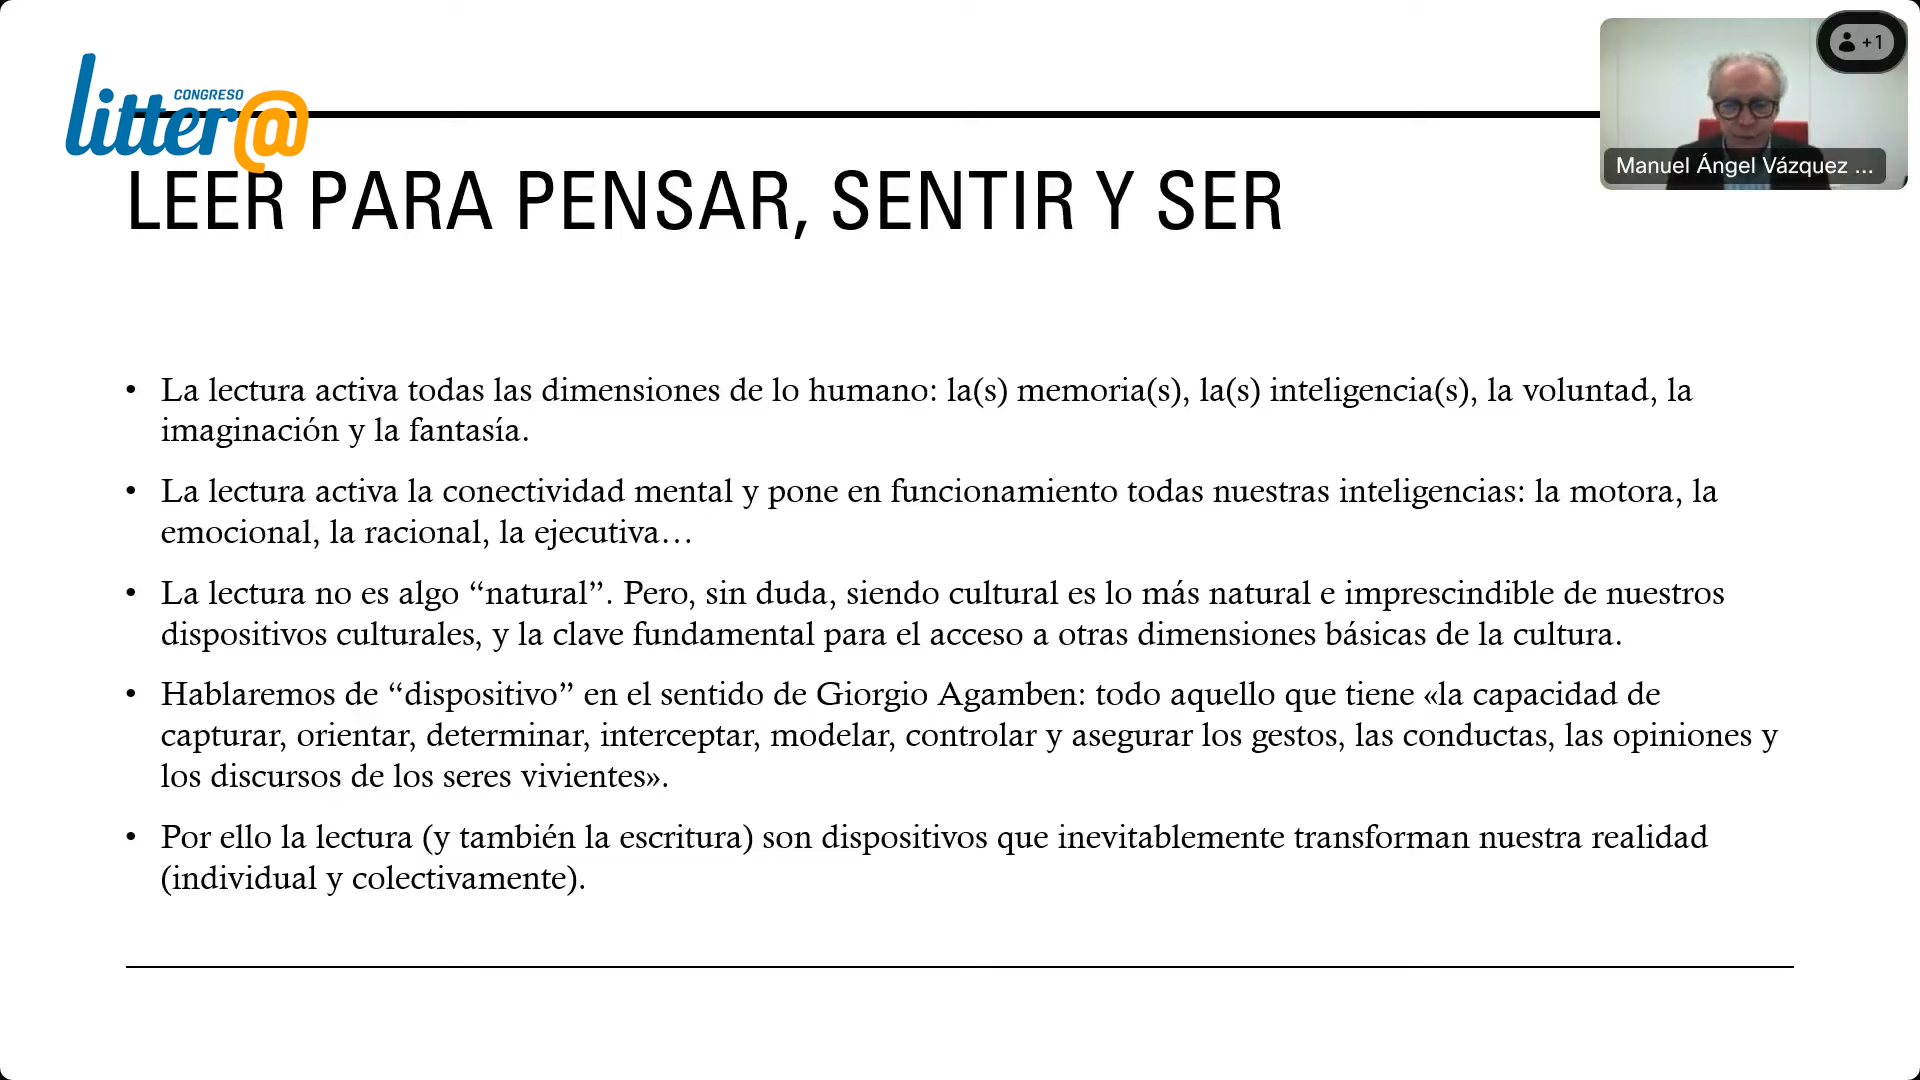 CONGRESO
litter@
+1
Manuel Ángel Vázquez ...
LEER PARA PENSAR, SENTIR Y SER
• La lectura activa todas las dimensiones de lo humano: la(s) memoria(s), la(s) inteligencia(s), la voluntad, la
imaginación y la fantasía.
• La lectura activa la conectividad mental y pone en funcionamiento todas nuestras inteligencias: la motora, la
emocional, la racional, la ejecutiva…
• La lectura no es algo “natural”. Pero, sin duda, siendo cultural es lo más natural e imprescindible de nuestros
dispositivos culturales, y la clave fundamental para el acceso a otras dimensiones básicas de la cultura.
• Hablaremos de “dispositivo” en el sentido de Giorgio Agamben: todo aquello que tiene «la capacidad de
capturar, orientar, determinar, interceptar, modelar, controlar y asegurar los gestos, las conductas, las opiniones y
los discursos de los seres vivientes».
• Por ello la lectura (y también la escritura) son dispositivos que inevitablemente transforman nuestra realidad
(individual y colectivamente).